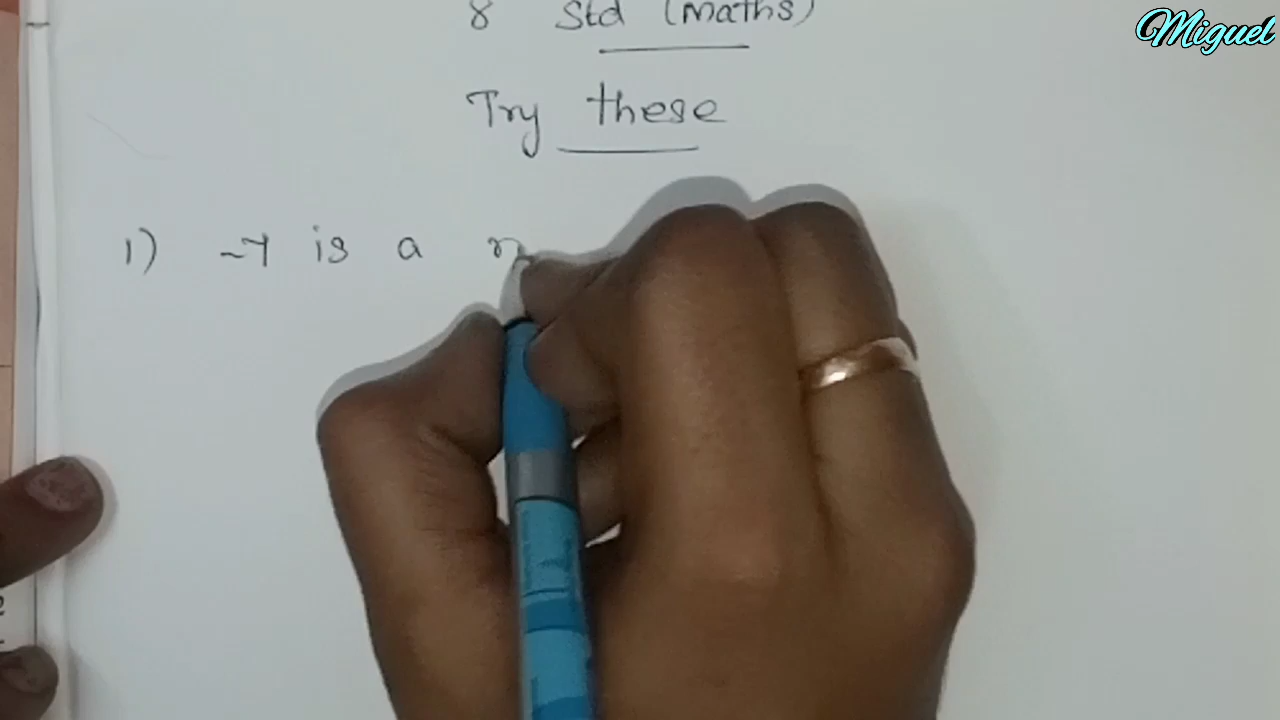 Miguel
8 Std (Maths)
Try these
1) -7 is a